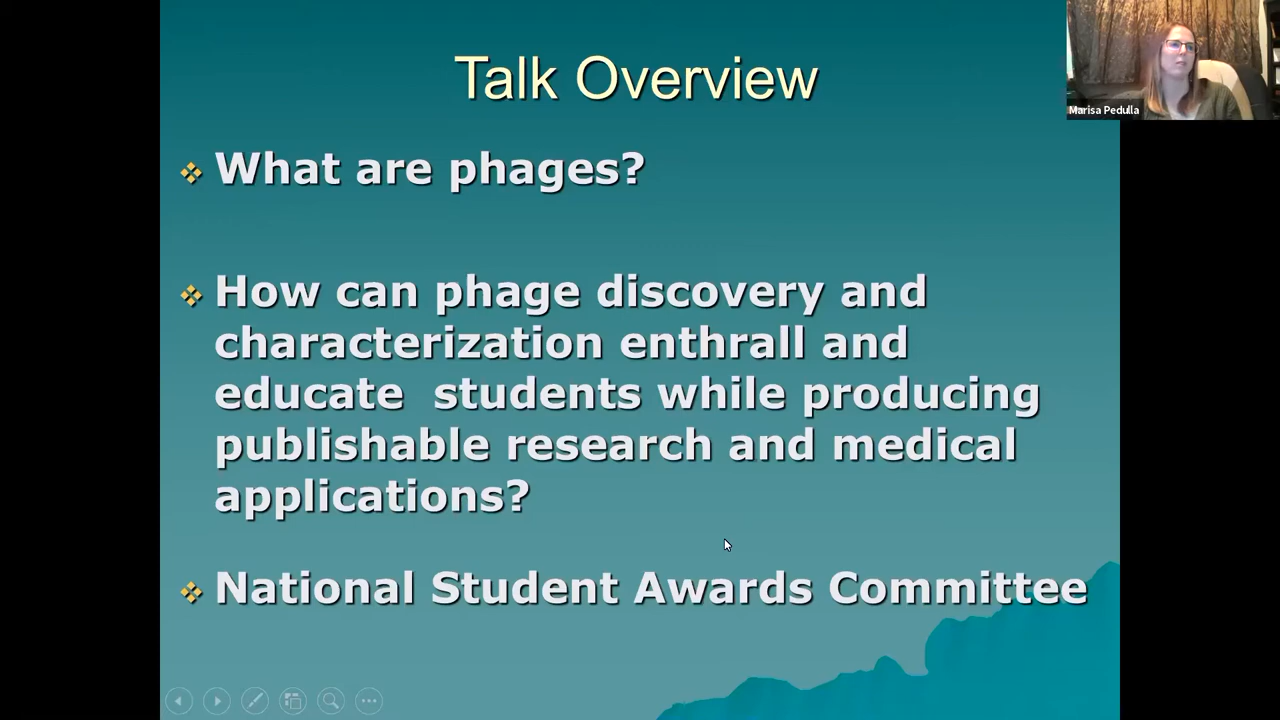 Talk Overview
Marisa Pedulla
What are phages?
How can phage discovery and
characterization enthrall and
educate students while producing
publishable research and medical
applications?
National Student Awards Committee